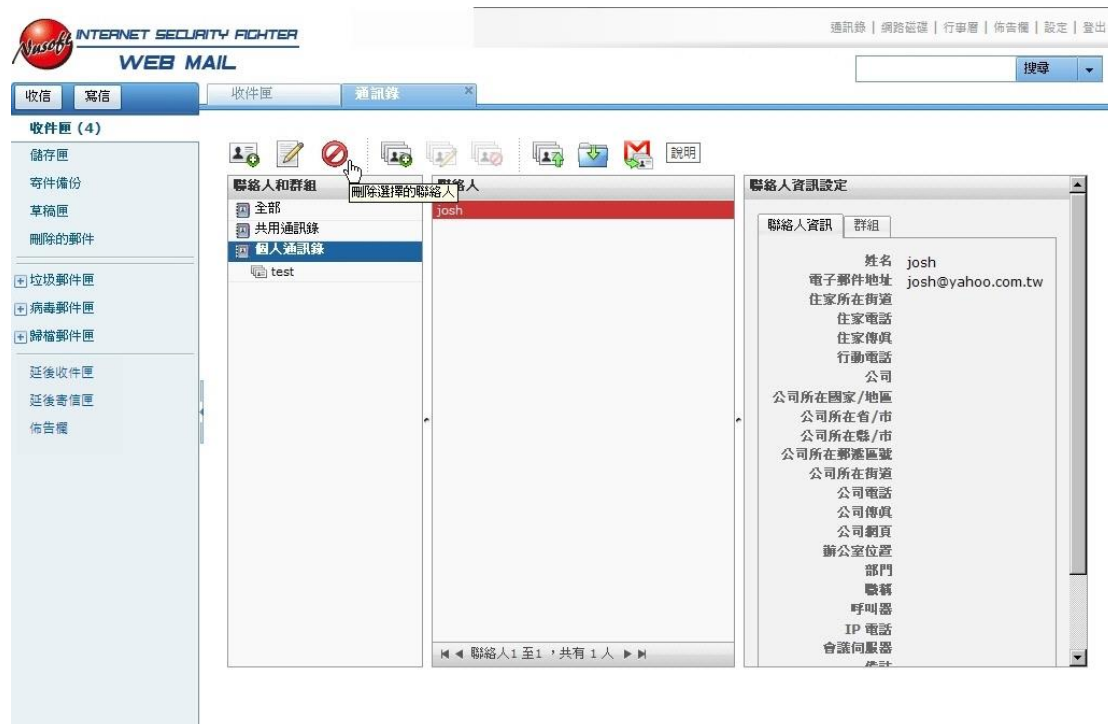 Nusoft
INTERNET SECURITY FIGHTER
WEB MAIL
通訊錄 | 網路磁碟 | 行事曆 | 佈告欄 | 設定 | 登出
搜尋
收信 寫信
收件匣 通訊錄 ×
收件匣 (4)
儲存匣
寄件備份
草稿匣
刪除的郵件
垃圾郵件匣
病毒郵件匣
歸檔郵件匣
延後收件匣
延後寄信匣
佈告欄
說明
刪除選擇的聯絡人
聯絡人和群組
全部
共用通訊錄
個人通訊錄
test
聯絡人
josh
聯絡人1 至1 ，共有 1 人
聯絡人資訊設定
聯絡人資訊 群組
姓名 josh
電子郵件地址 josh@yahoo.com.tw
住家所在街道
住家電話
住家傳真
行動電話
公司
公司所在國家/地區
公司所在省/市
公司所在縣/市
公司所在郵遞區號
公司所在街道
公司電話
公司傳真
公司網頁
辦公室位置
部門
職稱
呼叫器
IP 電話
會議伺服器